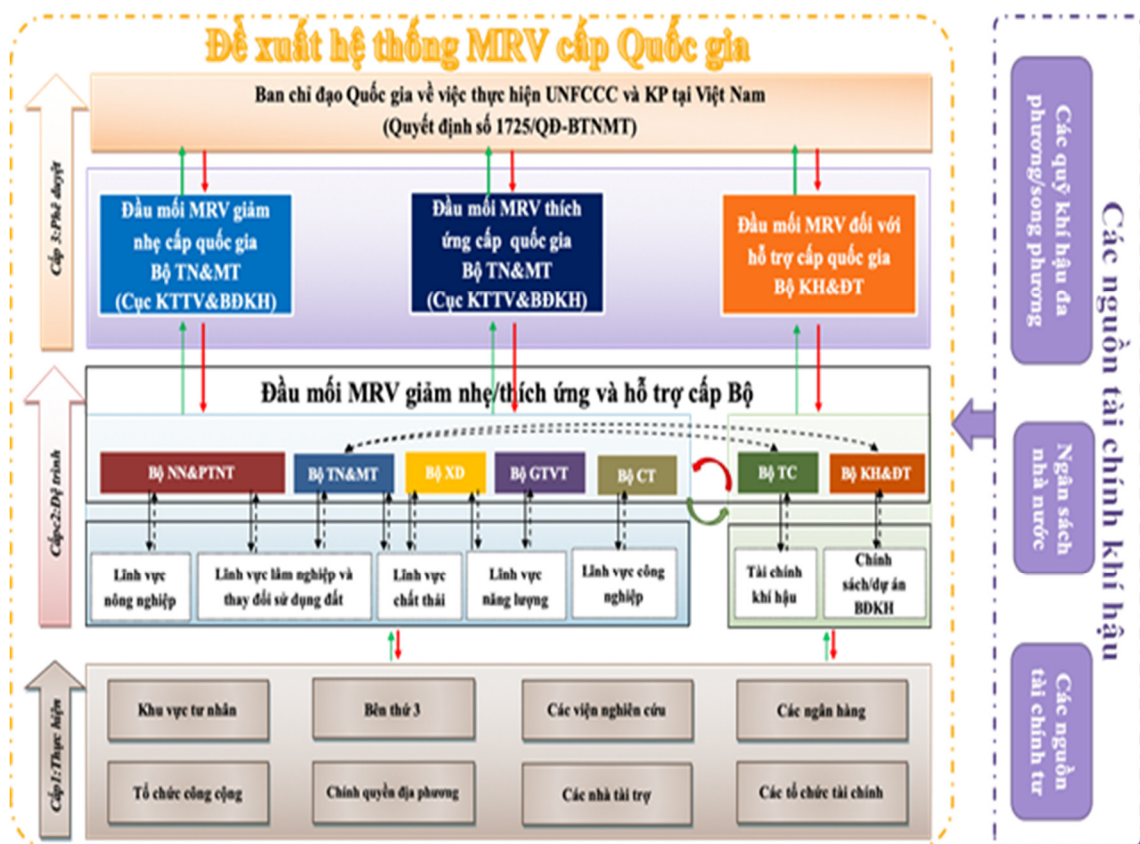 Đề xuất hệ thống MRV cấp Quốc gia
Ban chỉ đạo Quốc gia về việc thực hiện UNFCCC và KP tại Việt Nam
(Quyết định số 1725/QĐ-BTNMT)
Cấp 3:Phê duyệt
Đầu mối MRV giảm
nhẹ cấp quốc gia
Bộ TN&MT
(Cục KTTV&BĐKH)
Đầu mối MRV thích
ứng cấp quốc gia
Bộ TN&MT
(Cục KTTV&BĐKH)
Đầu mối MRV đối với
hỗ trợ cấp quốc gia
Bộ KH&ĐT
Cấpc2:Đệ trình
Đầu mối MRV giảm nhẹ/thích ứng và hỗ trợ cấp Bộ
Bộ NN&PTNT
Bộ TN&MT
Bộ XD
Bộ GTVT
Bộ CT
Bộ TC
Bộ KH&ĐT
Lĩnh vực
nông nghiệp
Lĩnh vực lâm nghiệp và
thay đổi sử dụng đất
Lĩnh vực
chất thải
Lĩnh vực
năng lượng
Lĩnh vực công
nghiệp
Tài chính
khí hậu
Chính
sách/dự án
BĐKH
Cấp1:Thực hiện
Khu vực tư nhân
Bên thứ 3
Các viện nghiên cứu
Các ngân hàng
Tổ chức công cộng
Chính quyền địa phương
Các nhà tài trợ
Các tổ chức tài chính
Các nguồn tài chính khí hậu
Các quỹ khí hậu đa
phương/song phương
Ngân sách
nhà nước
Các nguồn
tài chính tư